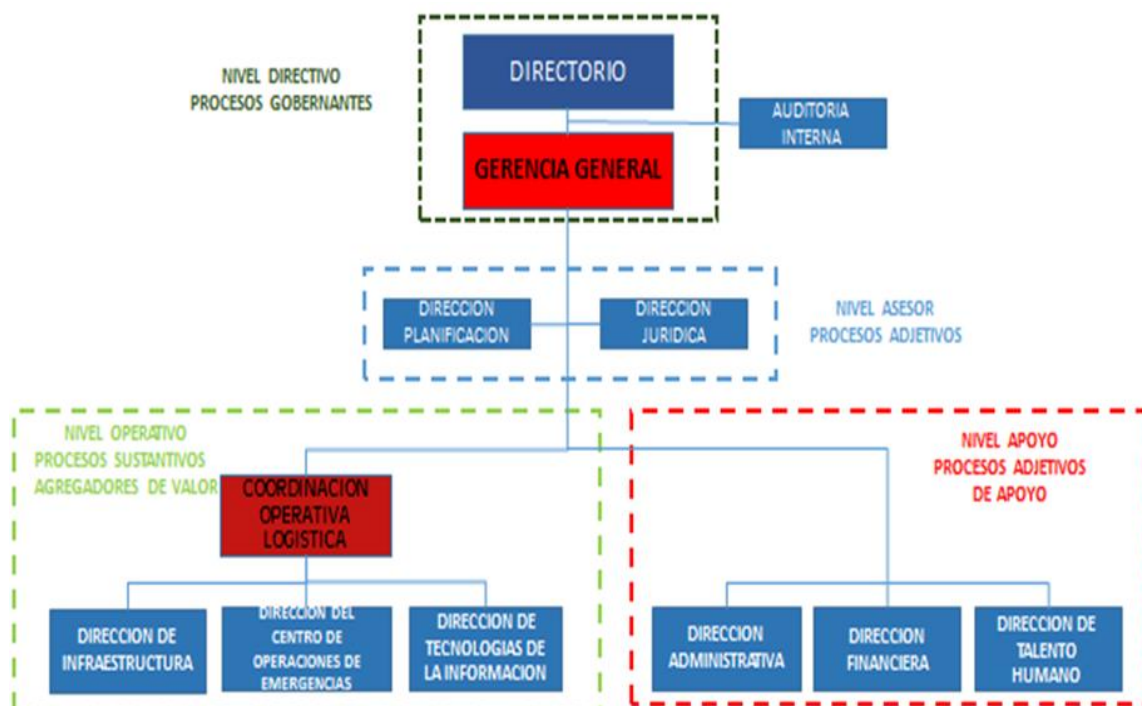 NIVEL DIRECTIVO
PROCESOS GOBERNANTES
DIRECTORIO
AUDITORIA
INTERNA
GERENCIA GENERAL
DIRECCION
PLANIFICACION
DIRECCION
JURIDICA
NIVEL ASESOR
PROCESOS ADJETIVOS
NIVEL OPERATIVO
PROCESOS SUSTANTIVOS
AGREGADORES DE VALOR
COORDINACION
OPERATIVA
LOGISTICA
NIVEL APOYO
PROCESOS ADJETIVOS
DE APOYO
DIRECCION DE
INFRAESTRUCTURA
DIRECCION DEL
CENTRO DE
OPERACIONES DE
EMERGENCIAS
DIRECCION DE
TECNOLOGIAS DE
LA INFORMACION
DIRECCION
ADMINISTRATIVA
DIRECCION
FINANCIERA
DIRECCION DE
TALENTO
HUMANO